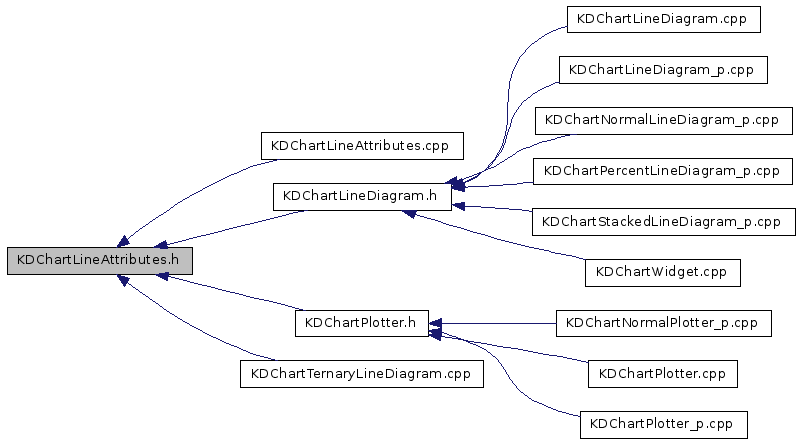 KDChartLineDiagram.cpp
KDChartLineDiagram_p.cpp
KDChartNormalLineDiagram_p.cpp
KDChartLineAttributes.cpp
KDChartPercentLineDiagram_p.cpp
KDChartLineDiagram.h
KDChartStackedLineDiagram_p.cpp
KDChartLineAttributes.h
KDChartWidget.cpp
KDChartPlotter.h
KDChartNormalPlotter_p.cpp
KDChartTernaryLineDiagram.cpp
KDChartPlotter.cpp
KDChartPlotter_p.cpp